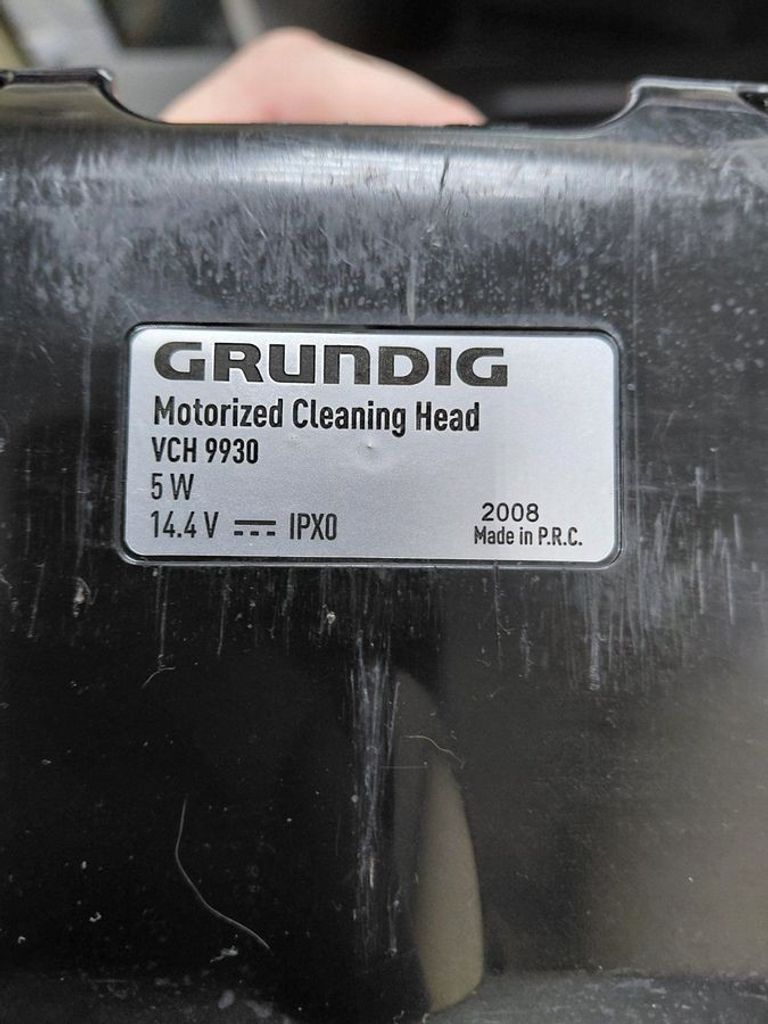 GRUNDIG
Motorized Cleaning Head
VCH 9930
5 W
14.4 V ⎓ IPX0
2008
Made in P.R.C.